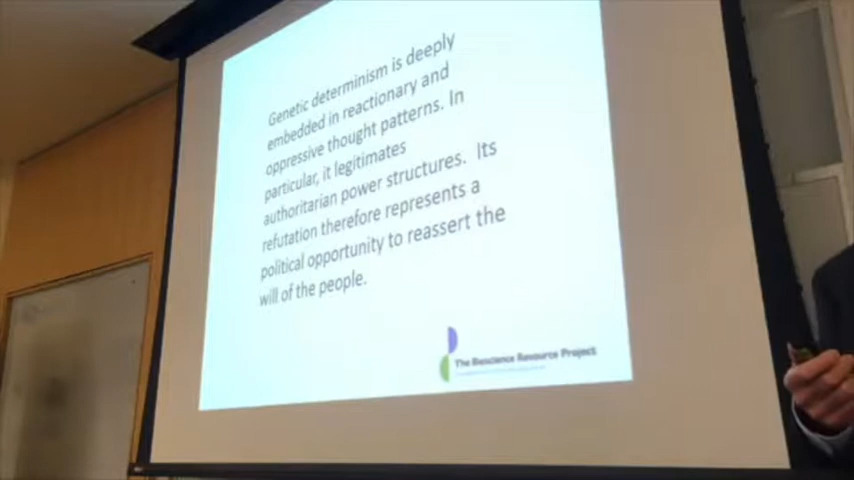 Genetic determinism is deeply
embedded in reactionary and
oppressive thought patterns. In
particular, it legitimates
authoritarian power structures. Its
refutation therefore represents a
political opportunity to reassert the
will of the people.
The Bioscience Resource Project